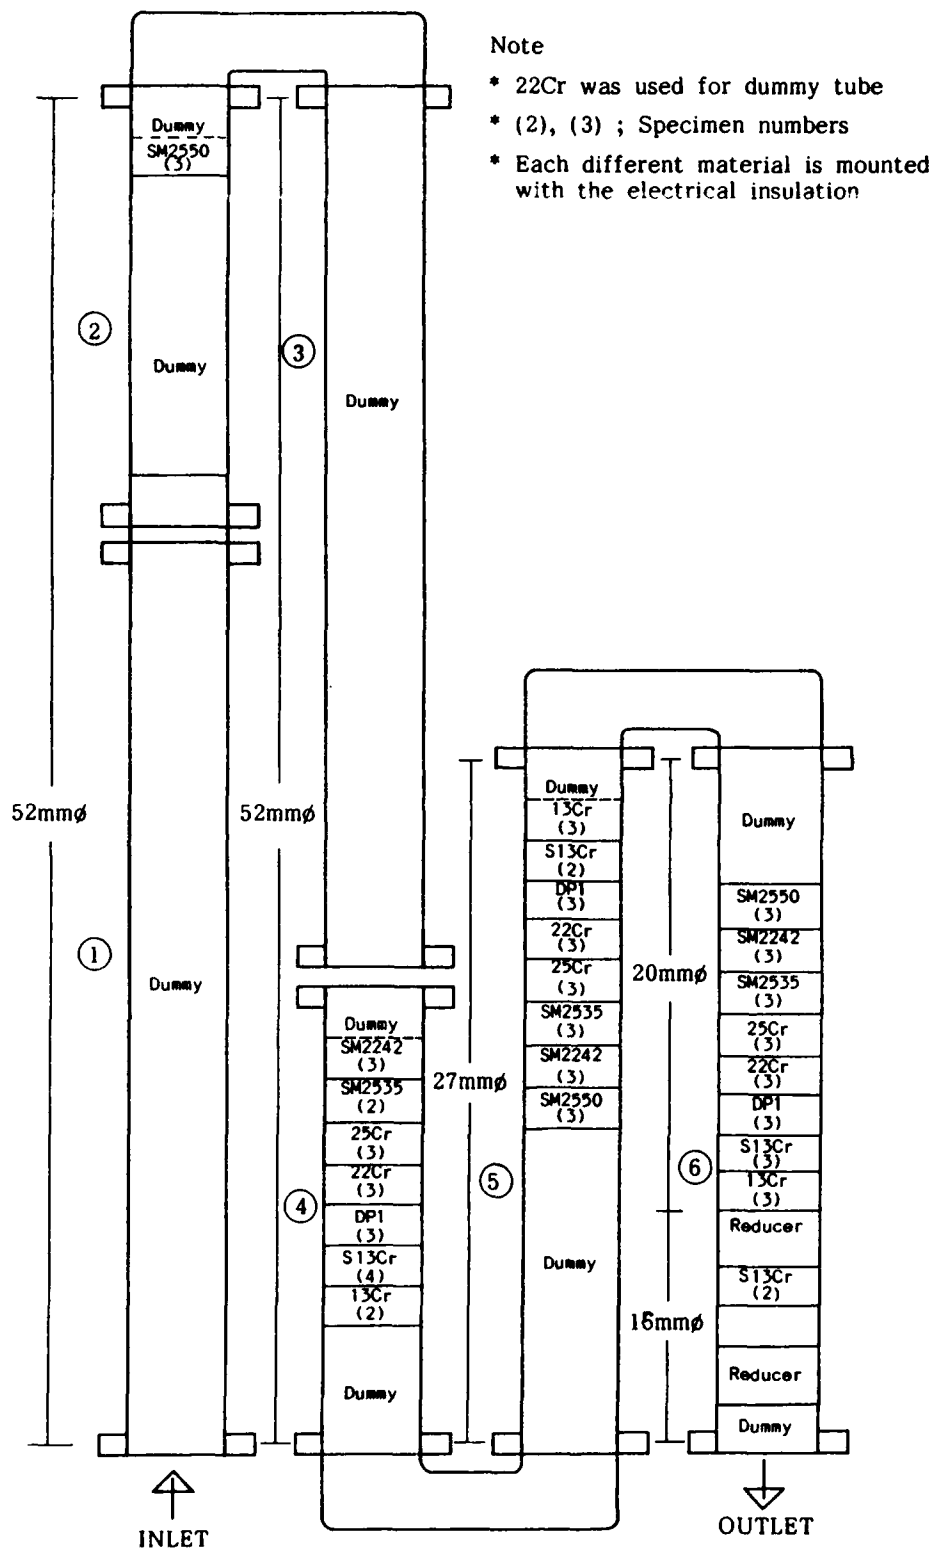 Note
* 22Cr was used for dummy tube
* (2), (3) ; Specimen numbers
* Each different material is mounted
with the electrical insulation
Dummy
SM2550
(3)
②
Dummy
52mmø
①
Dummy
INLET
③
Dummy
52mmø
Dummy
SM2242
(3)
SM2535
(2)
25Cr
(3)
④
22Cr
(3)
DP1
(3)
S13Cr
(4)
13Cr
(2)
Dummy
27mmø
⑤
Dummy
13Cr
(3)
S13Cr
(2)
DP1
(3)
22Cr
(3)
25Cr
(3)
SM2535
(3)
SM2242
(3)
SM2550
(3)
Dummy
20mmø
⑥
15mmø
Dummy
SM2550
(3)
SM2242
(3)
SM2535
(3)
25Cr
(3)
22Cr
(3)
DP1
(3)
S13Cr
(3)
13Cr
(3)
Reducer
S13Cr
(2)
Reducer
Dummy
OUTLET